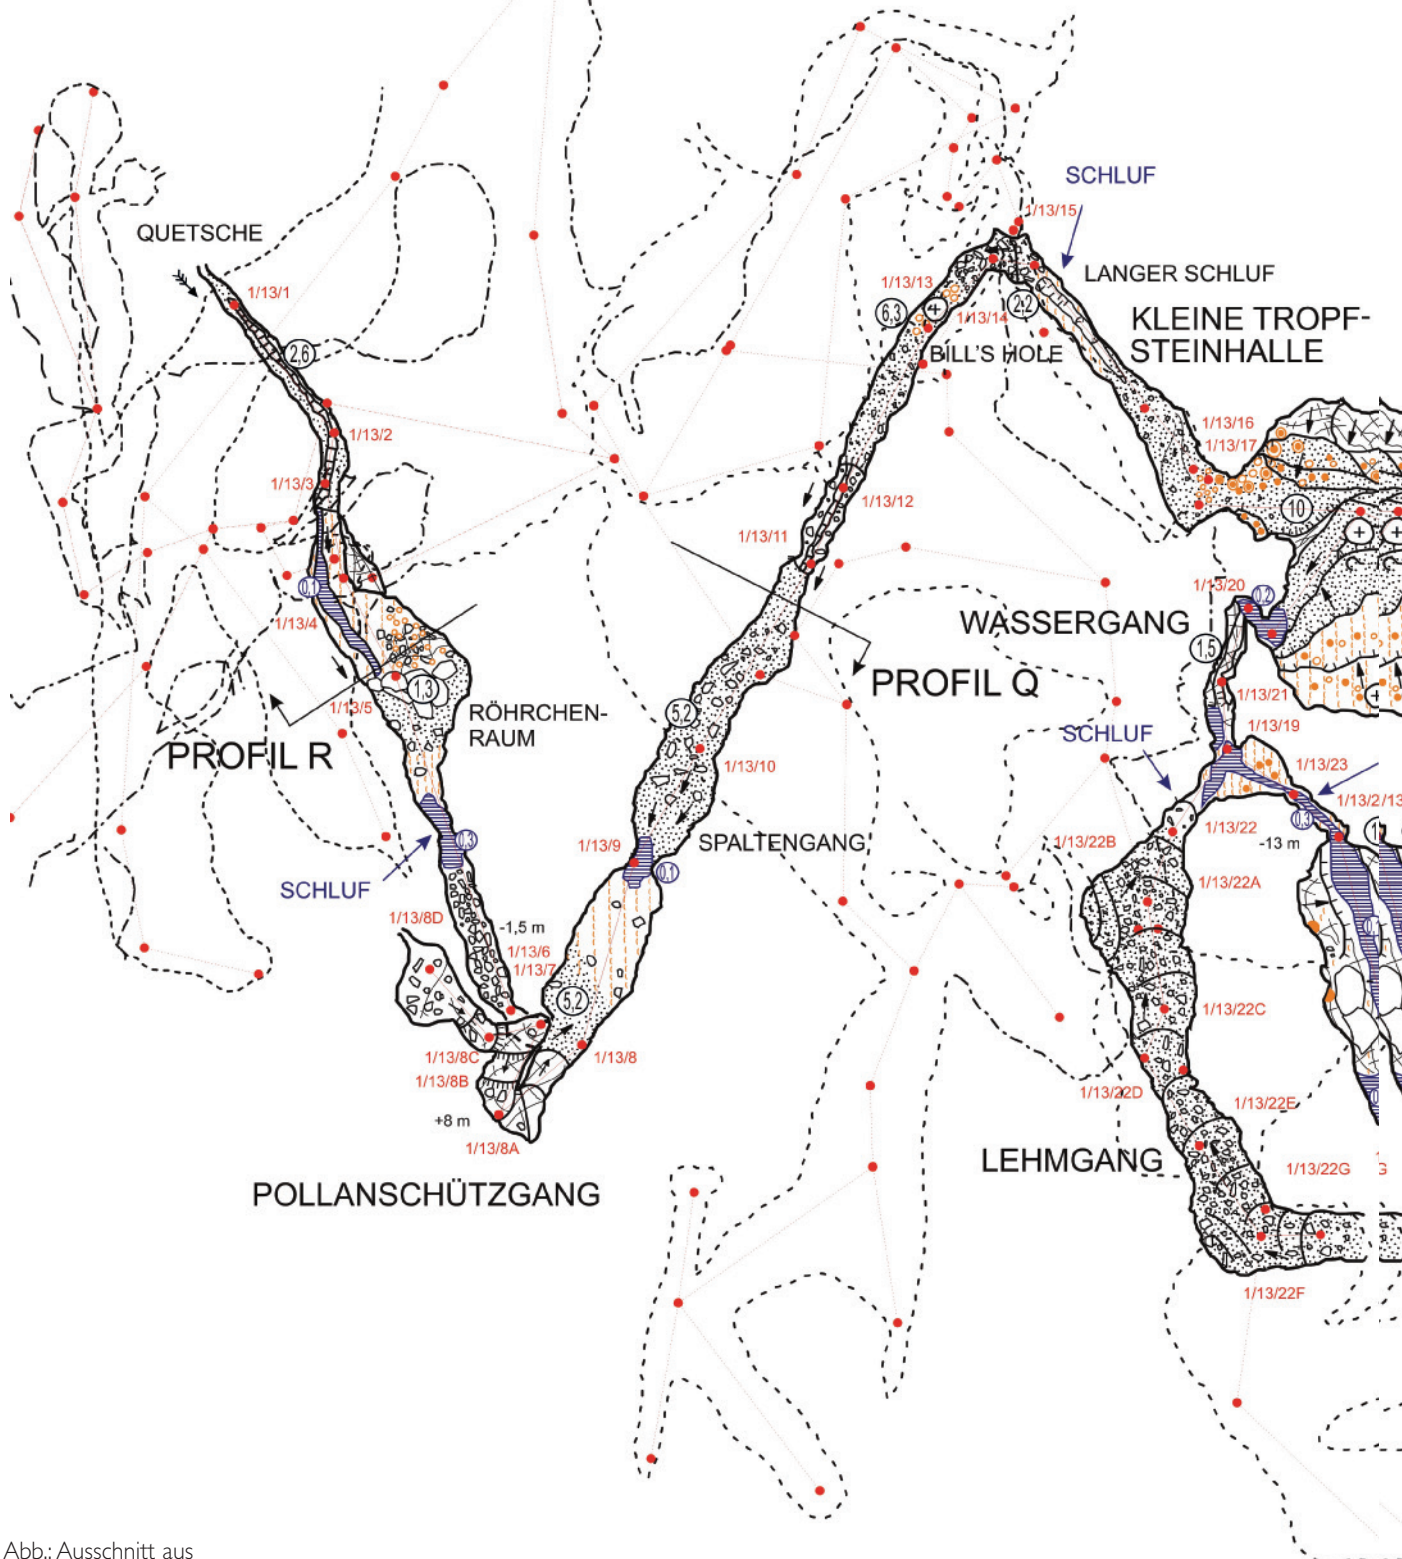 SCHLUF
1/13/15
QUETSCHE
LANGER SCHLUF
1/13/13
1/13/1
6,3
+
2,2
1/13/14
KLEINE TROPF-
STEINHALLE
BILL'S HOLE
2,6
1/13/2
1/13/16
1/13/17
1/13/3
1/13/12
10
1/13/11
+
+
0,1
1/13/20
0,2
1/13/4
WASSERGANG
1,5
1,3
PROFIL Q
1/13/21
+
1/13/5
RÖHRCHEN-
RAUM
5,2
1/13/19
SCHLUF
PROFIL R
1/13/10
1/13/23
1/13/2
/13
0,3
1/13/22
0,3
1/13/9
SPALTENGANG
1/13/22B
-13 m
0,1
SCHLUF
1/13/22A
1/13/8D
-1,5 m
1/13/6
1/13/7
5,2
1/13/22C
1/13/8C
1/13/8
1/13/8B
1/13/22D
1/13/22E
+8 m
1/13/8A
LEHMGANG
1/13/22G
G
POLLANSCHÜTZGANG
1/13/22F
Abb.: Ausschnitt aus